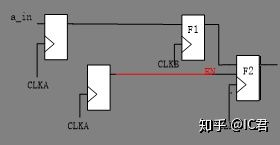 a_in
F1
CLKB
EN
F2
CLKA
CLKA
知乎 @IC君